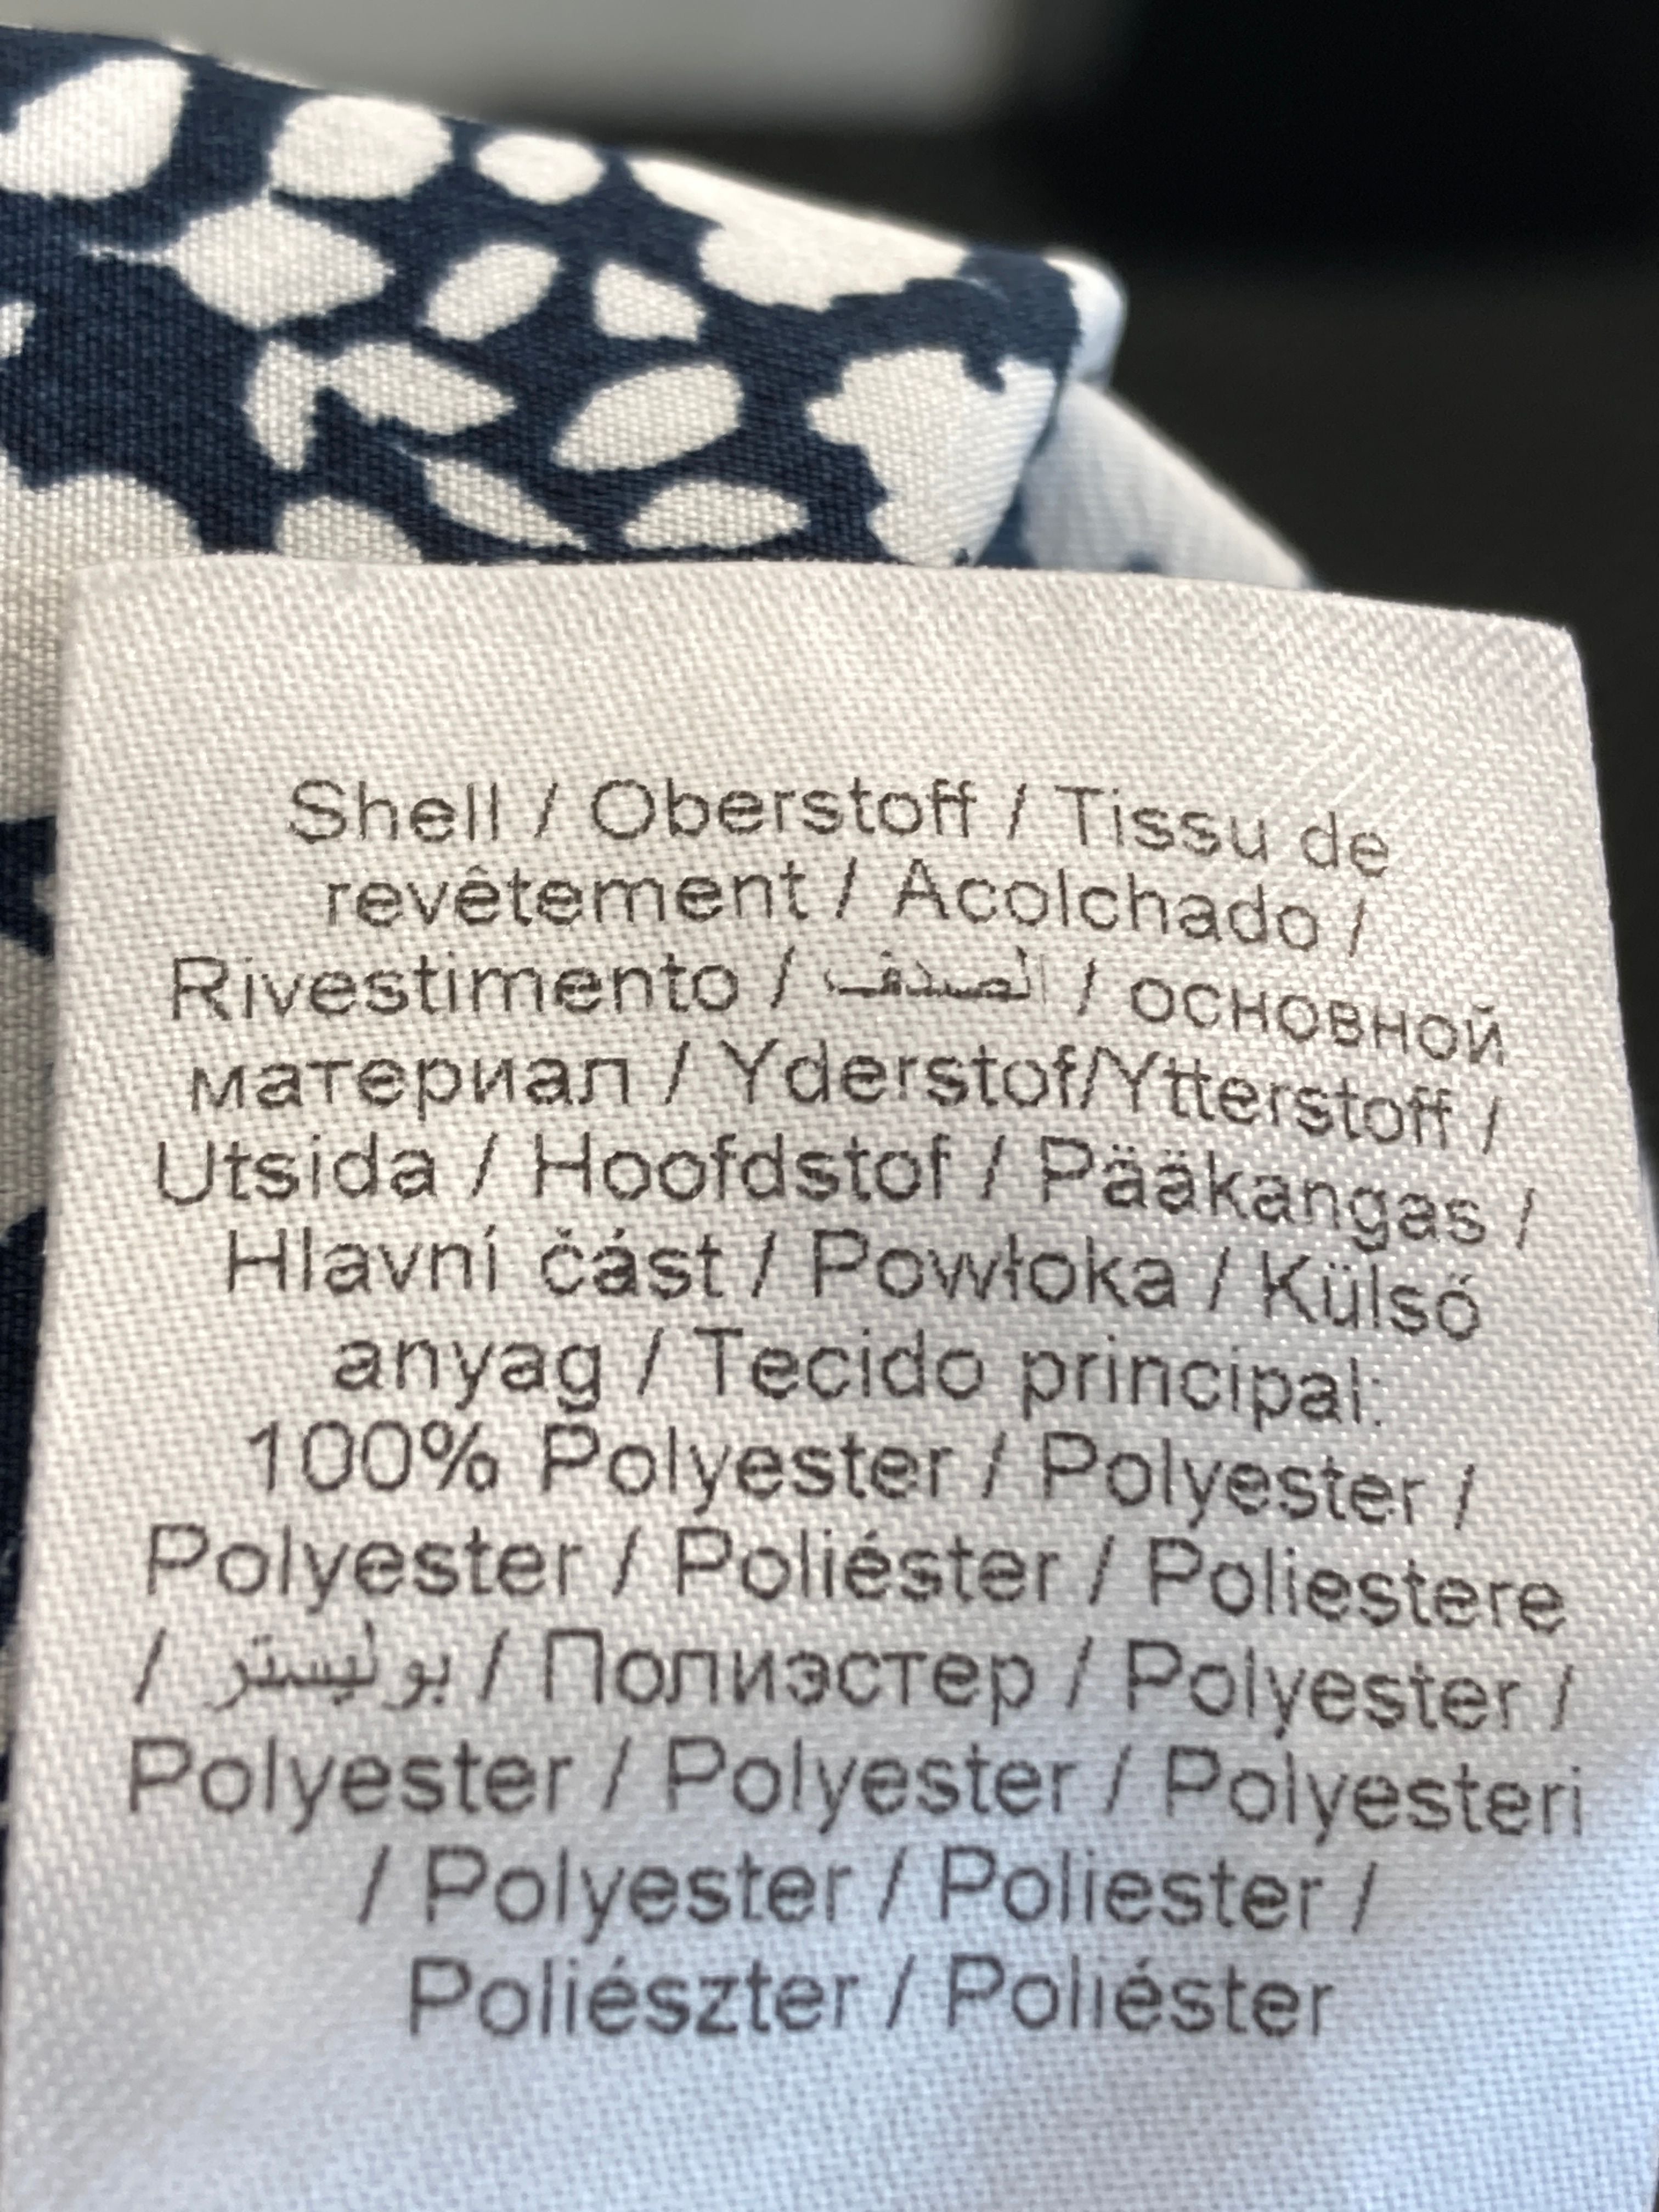 Shell / Oberstoff / Tissu de
revêtement / Acolchado /
Rivestimento / الصدف / основной
материал / Yderstof/Ytterstoff /
Utsida / Hoofdstof / Pääkangas /
Hlavní část / Powłoka / Külső
anyag / Tecido principal:
100% Polyester / Polyester /
Polyester / Poliéster / Poliestere
/ بوليستر / Полиэстер / Polyester /
Polyester / Polyester / Polyesteri
/ Polyester / Poliester /
Poliészter / Poliéster